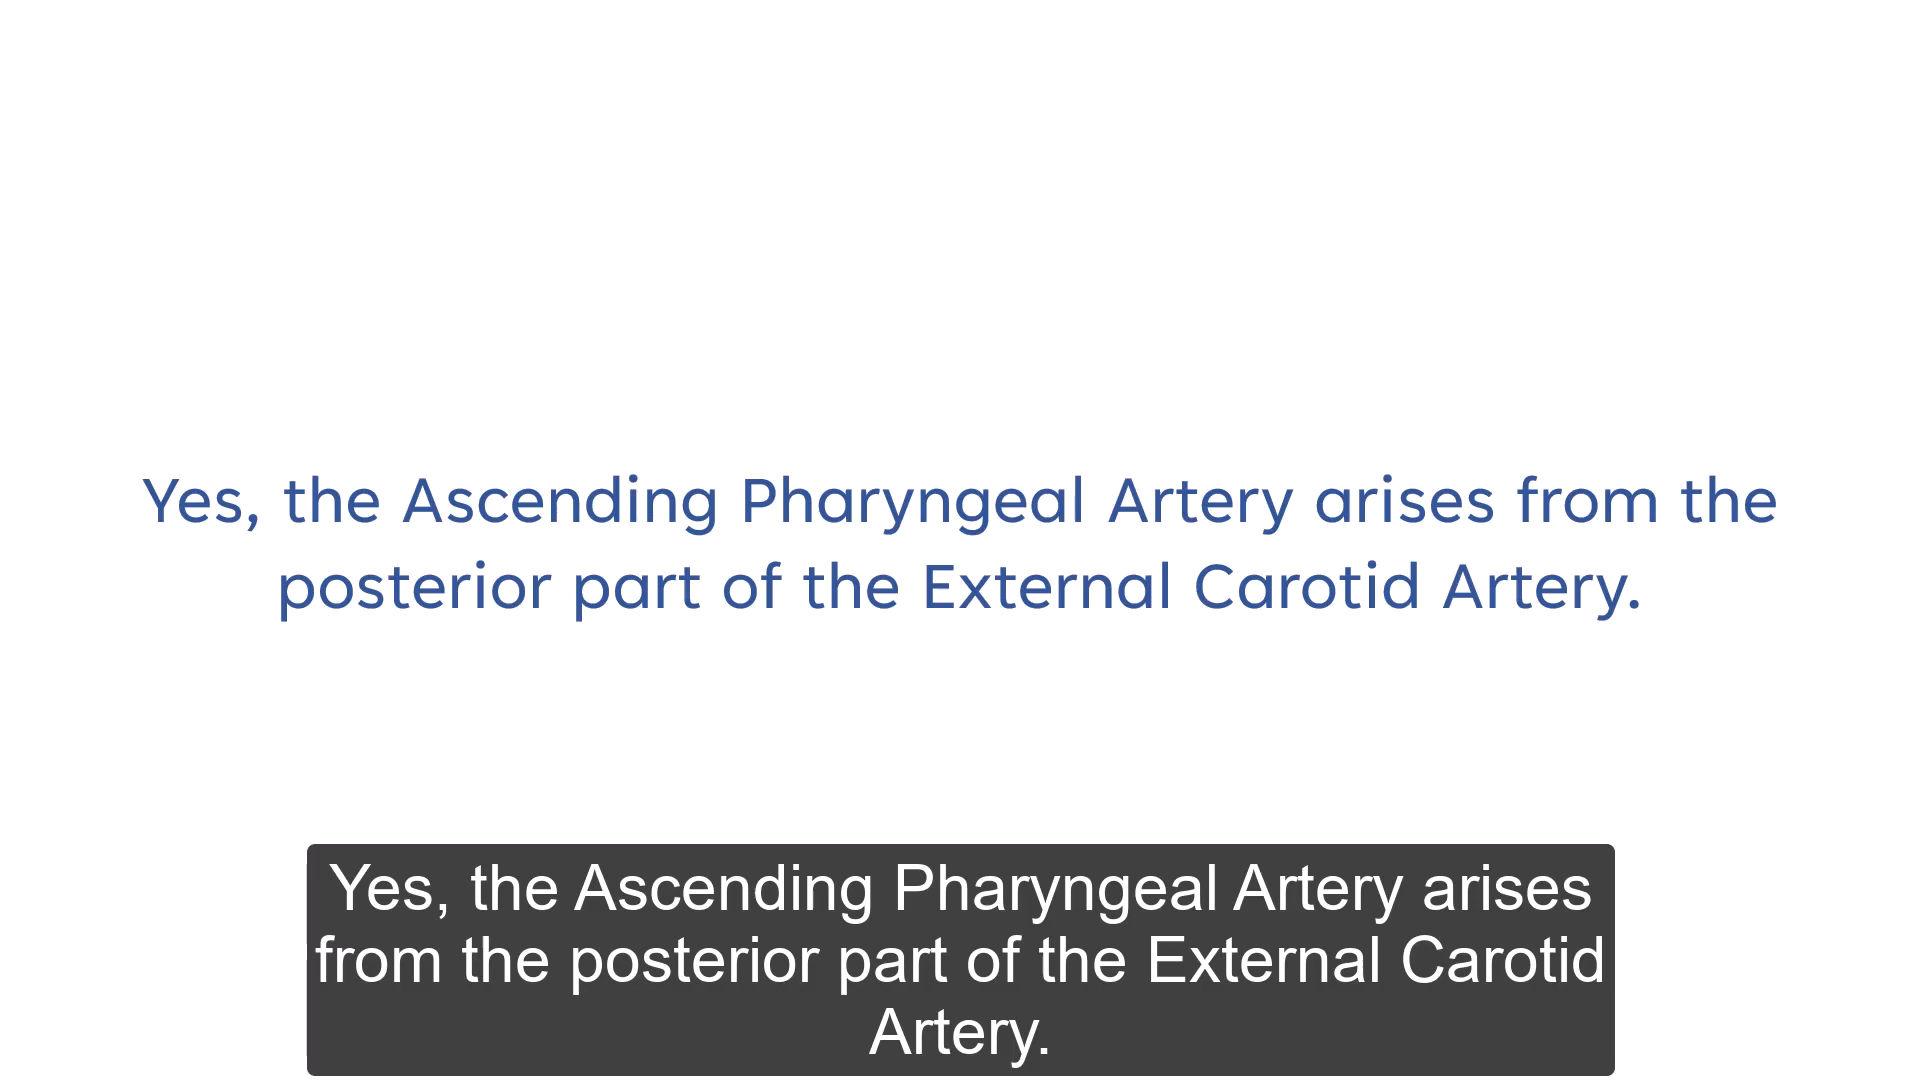 Yes, the Ascending Pharyngeal Artery arises from the
posterior part of the External Carotid Artery.
Yes, the Ascending Pharyngeal Artery arises
from the posterior part of the External Carotid
Artery.